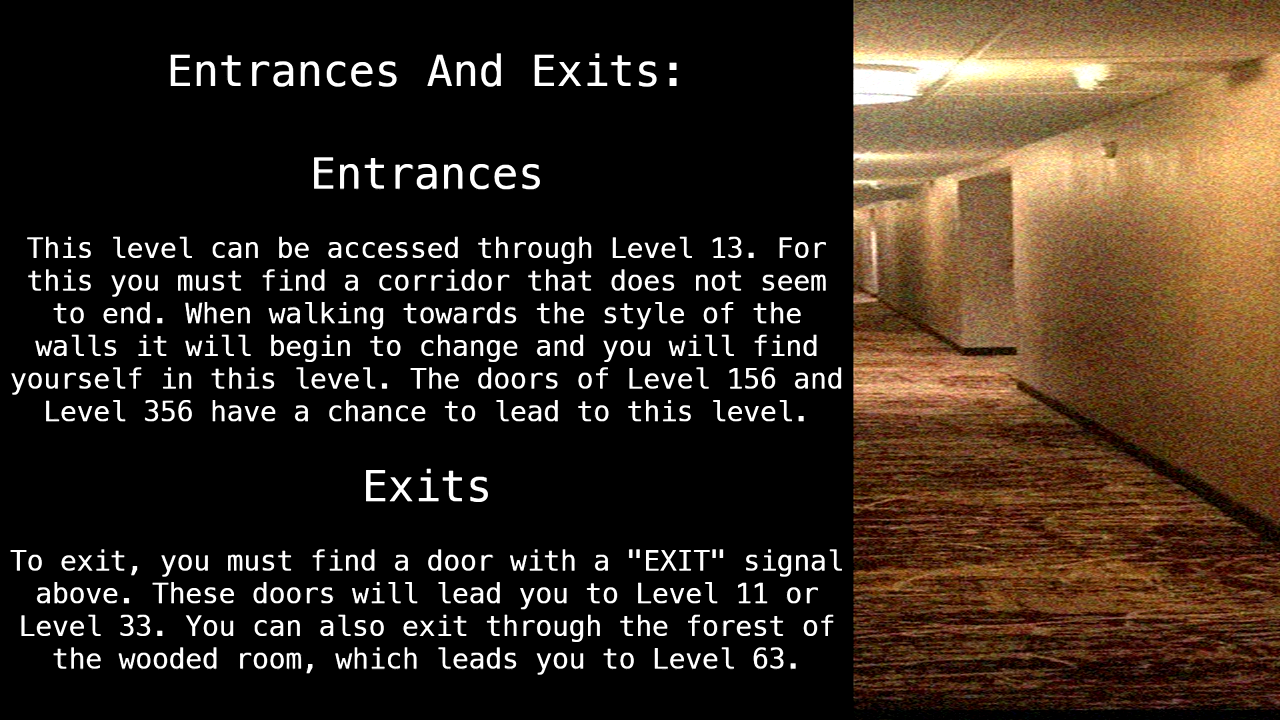 Entrances And Exits:
Entrances
This level can be accessed through Level 13. For
this you must find a corridor that does not seem
to end. When walking towards the style of the
walls it will begin to change and you will find
yourself in this level. The doors of Level 156 and
Level 356 have a chance to lead to this level.
Exits
To exit, you must find a door with a "EXIT" signal
above. These doors will lead you to Level 11 or
Level 33. You can also exit through the forest of
the wooded room, which leads you to Level 63.